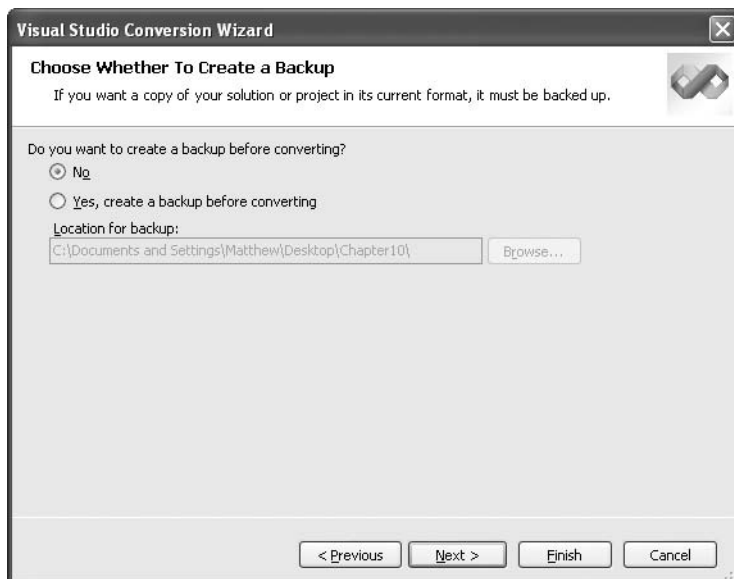 Visual Studio Conversion Wizard
Choose Whether To Create a Backup
If you want a copy of your solution or project in its current format, it must be backed up.
Do you want to create a backup before converting?
No
Yes, create a backup before converting
Location for backup:
C:\Documents and Settings\Matthew\Desktop\Chapter10\
Browse...
< Previous
Next >
Finish
Cancel